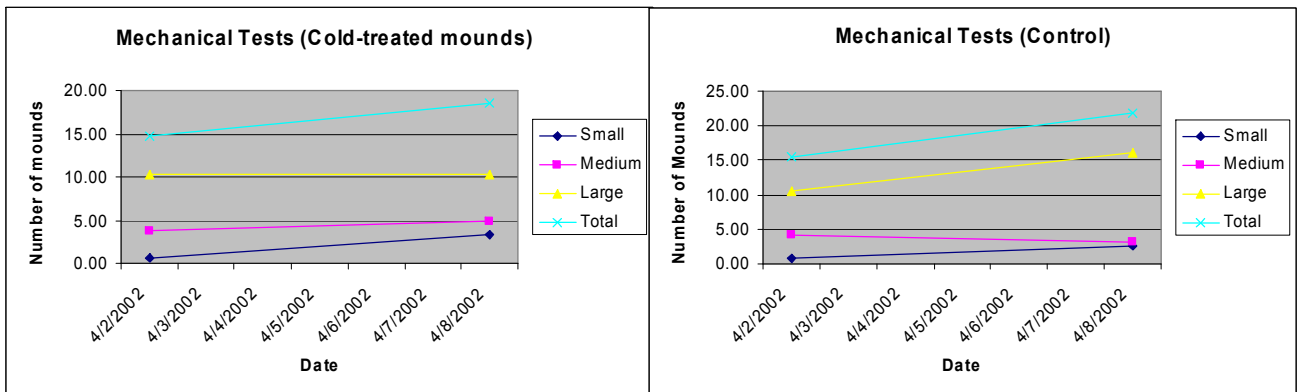 Mechanical Tests (Cold-treated mounds)
Number of mounds
20.00
15.00
10.00
5.00
0.00
4/2/2002
4/3/2002
4/4/2002
4/5/2002
4/6/2002
4/7/2002
4/8/2002
Date
Small
Medium
Large
Total
Mechanical Tests (Control)
Number of Mounds
25.00
20.00
15.00
10.00
5.00
0.00
4/2/2002
4/3/2002
4/4/2002
4/5/2002
4/6/2002
4/7/2002
4/8/2002
Date
Small
Medium
Large
Total